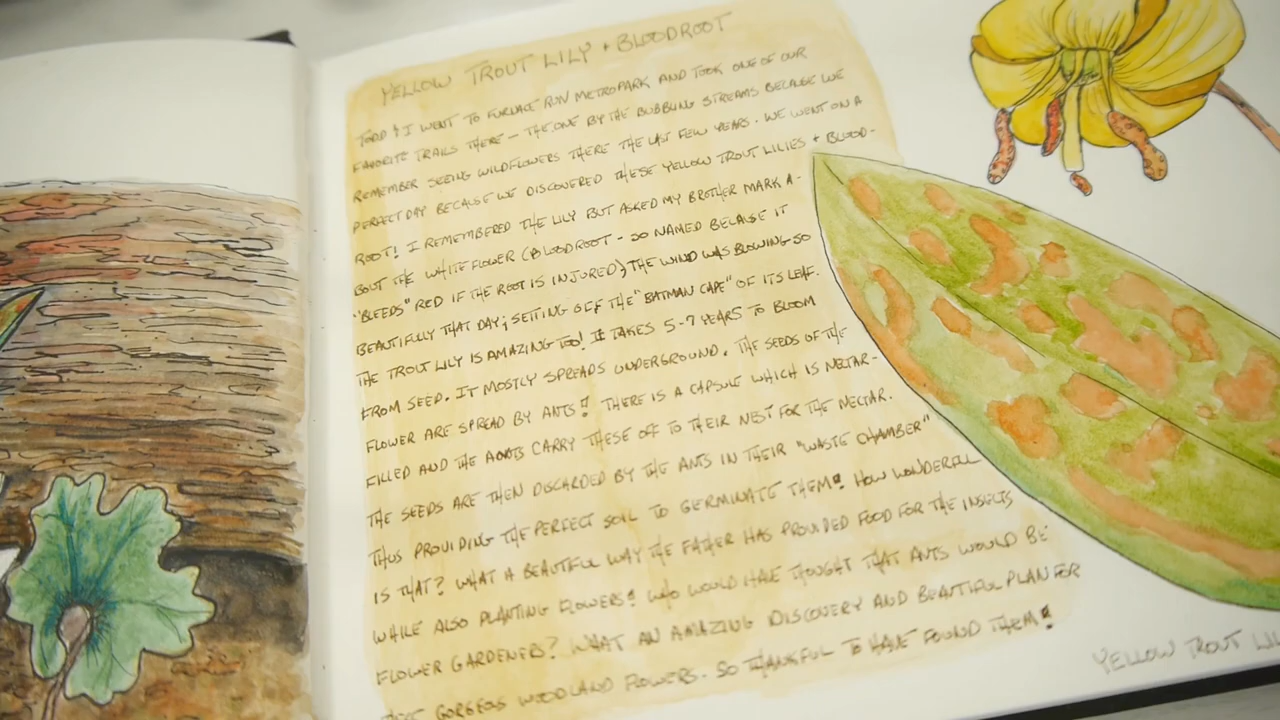 YELLOW TROUT LILY + BLOODROOT
TODD & I WENT TO FURNACE RUN METROPARK AND TOOK ONE OF OUR
FAVORITE TRAILS THERE - THE ONE BY THE BUBBLING STREAMS BECAUSE WE
REMEMBER SEEING WILDFLOWERS THERE THE LAST FEW YEARS. WE WENT ON A
PERFECT DAY BECAUSE WE DISCOVERED THESE YELLOW TROUT LILIES + BLOOD-
ROOT! I REMEMBERED THE LILY BUT ASKED MY BROTHER MARK A-
BOUT THE WHITE FLOWER (BLOODROOT - SO NAMED BECAUSE IT
"BLEEDS" RED IF THE ROOT IS INJURED) THE WIND WAS BLOWING SO
BEAUTIFULLY THAT DAY, SETTING OFF THE "BATMAN CAPE" OF ITS LEAF.
THE TROUT LILY IS AMAZING TOO! IT TAKES 5-7 YEARS TO BLOOM
FROM SEED. IT MOSTLY SPREADS UNDERGROUND. THE SEEDS OF THE
FLOWER ARE SPREAD BY ANTS!! THERE IS A CAPSULE WHICH IS NECTAR-
FILLED AND THE ANTS CARRY THESE OFF TO THEIR NEST FOR THE NECTAR.
THE SEEDS ARE THEN DISCARDED BY THE ANTS IN THEIR "WASTE CHAMBER"
THUS PROVIDING THE PERFECT SOIL TO GERMINATE THEM! HOW WONDERFUL
IS THAT? WHAT A BEAUTIFUL WAY THE FATHER HAS PROVIDED FOOD FOR THE INSECTS
WHILE ALSO PLANTING FLOWERS! WHO WOULD HAVE THOUGHT THAT ANTS WOULD BE
FLOWER GARDENERS? WHAT AN AMAZING DISCOVERY AND BEAUTIFUL PLAN FOR
GORGEOUS WOODLAND FLOWERS. SO THANKFUL TO HAVE FOUND THEM!
YELLOW TROUT LIL